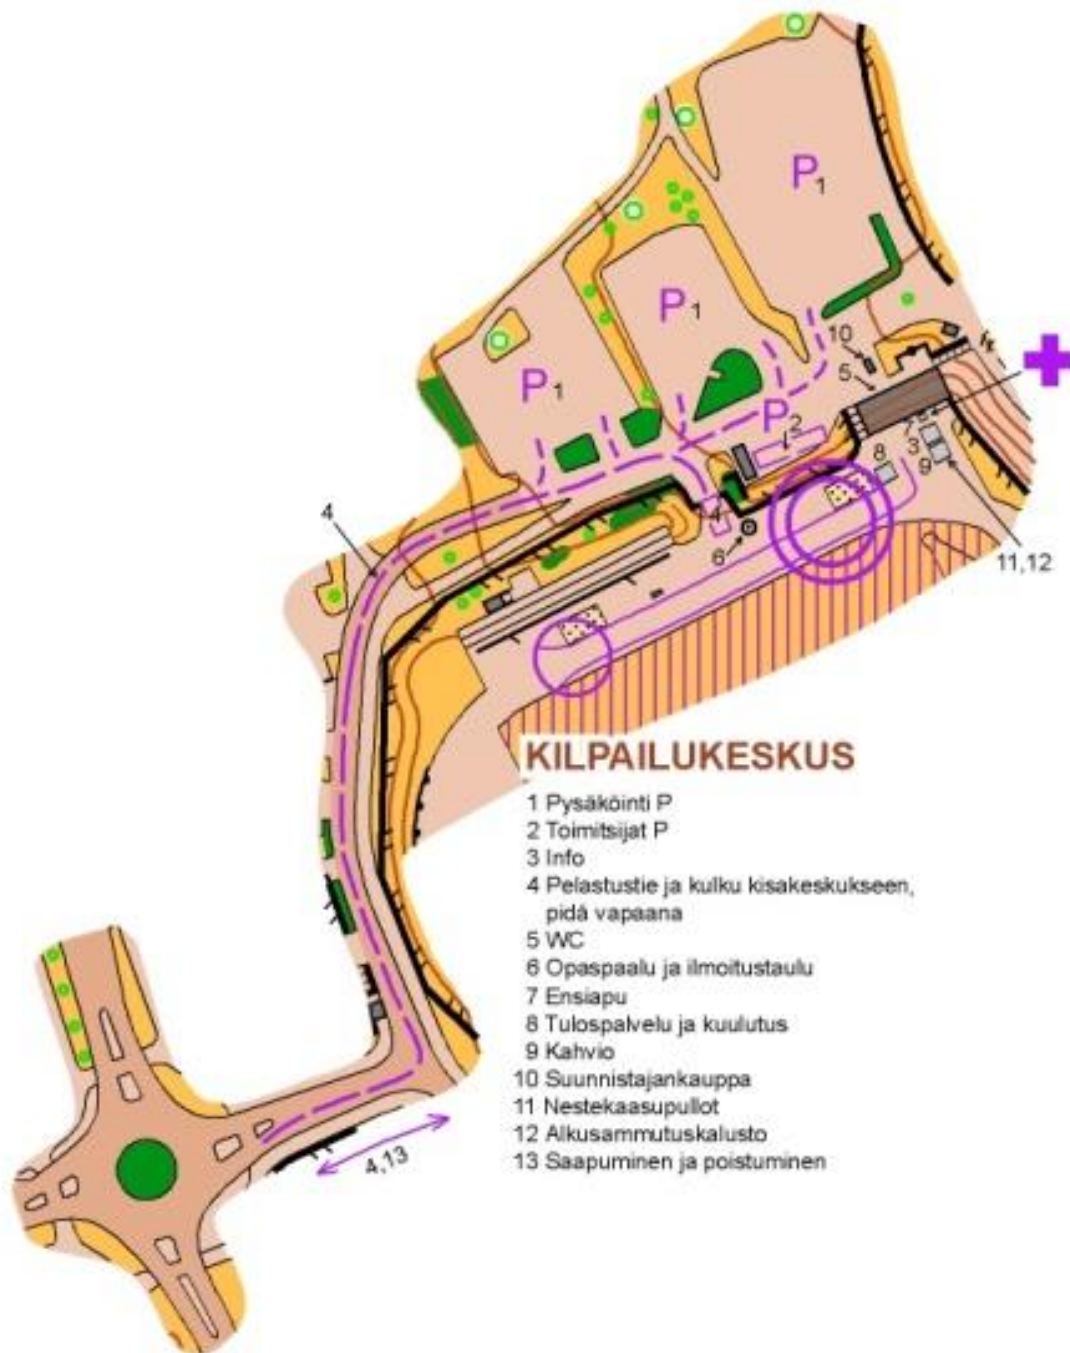 P1
P1
P1
10
5
P2
7
3
8
9
4
4
6
11,12
KILPAILUKESKUS
1 Pysäköinti P
2 Toimitsijat P
3 Info
4 Pelastustie ja kulku kisakeskukseen,
pidä vapaana
5 WC
6 Opaspaalu ja ilmoitustaulu
7 Ensiapu
8 Tulospalvelu ja kuulutus
9 Kahvio
10 Suunnistajankauppa
11 Nestekaasupullot
12 Alkusammutuskalusto
13 Saapuminen ja poistuminen
4,13